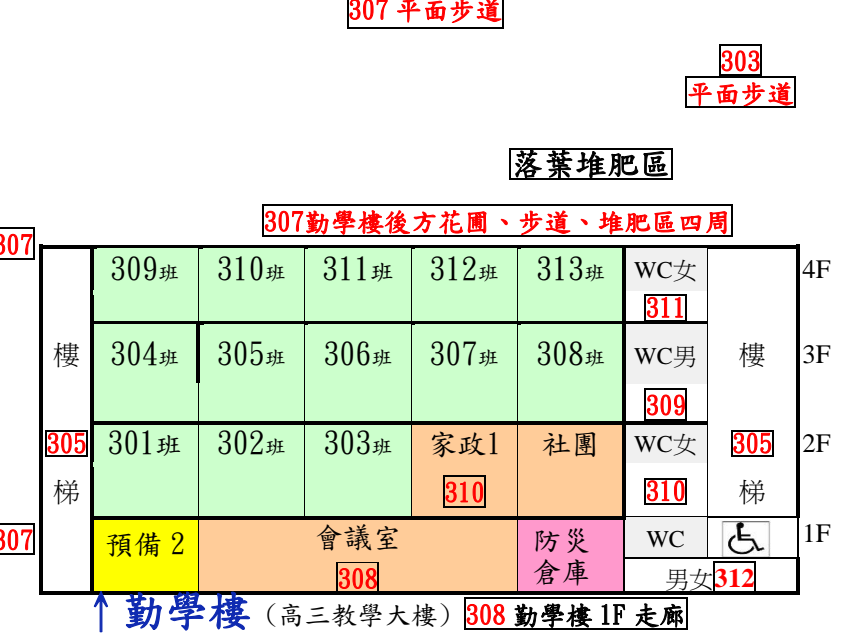 307 平面步道
303
平面步道
落葉堆肥區
307勤學樓後方花圃、步道、堆肥區四周
307
309班 310班 311班 312班 313班 WC女 4F
311
樓 304班 305班 306班 307班 308班 WC男 樓 3F
309
305 301班 302班 303班 家政1 社團 WC女 305 2F
梯 310 310 梯
307 預備 2 會議室 防災 WC 1F
308 倉庫 男女312
↑ 勤學樓（高三教學大樓）308 勤學樓 1F 走廊